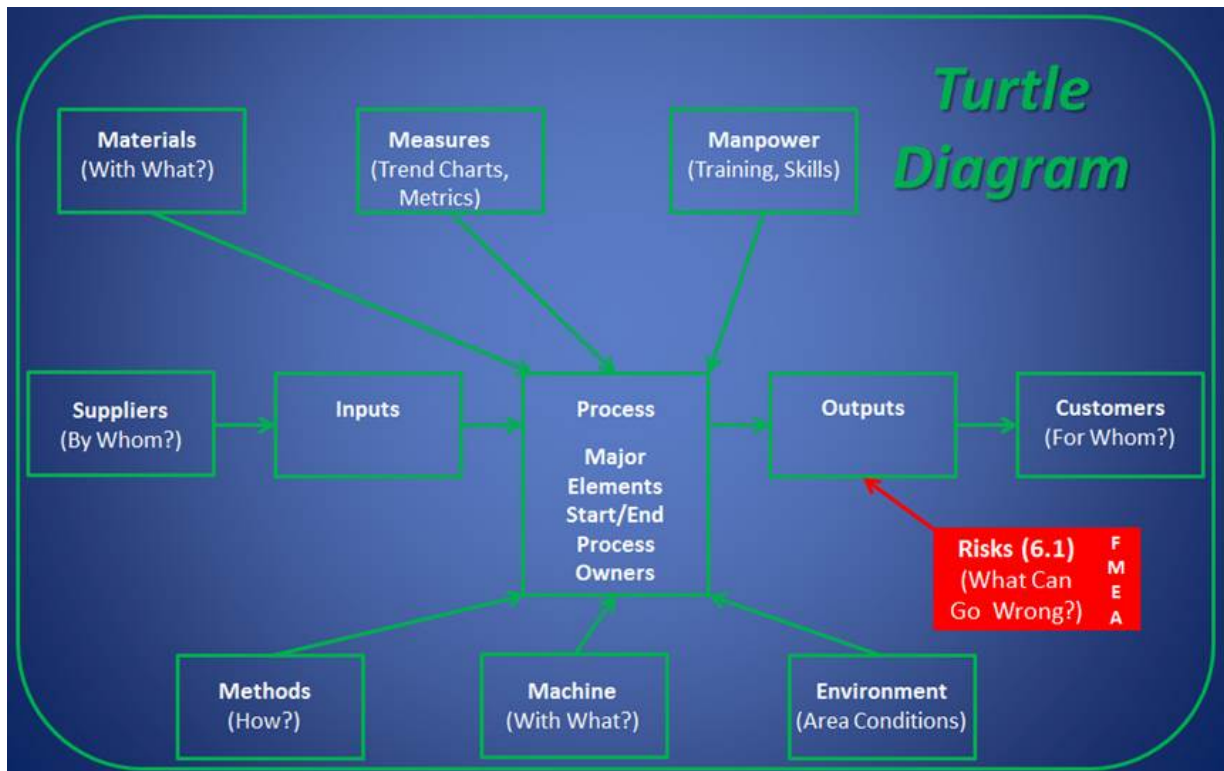 Turtle
Diagram
Materials
(With What?)
Measures
(Trend Charts,
Metrics)
Manpower
(Training, Skills)
Suppliers
(By Whom?)
Inputs
Process
Major
Elements
Start/End
Process
Owners
Outputs
Customers
(For Whom?)
Risks (6.1)
(What Can
Go Wrong?)
F
M
E
A
Methods
(How?)
Machine
(With What?)
Environment
(Area Conditions)